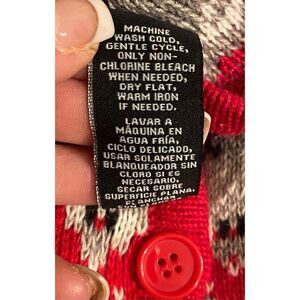 MACHINE
WASH COLD,
GENTLE CYCLE,
ONLY NON-
CHLORINE BLEACH
WHEN NEEDED,
DRY FLAT,
WARM IRON
IF NEEDED.
LAVAR A
MÁQUINA EN
AGUA FRÍA,
CICLO DELICADO,
USAR SOLAMENTE
BLANQUEADOR SIN
CLORO SI ES
NECESARIO,
SECAR SOBRE
SUPERFICIE PLANA,
PLANCHAR